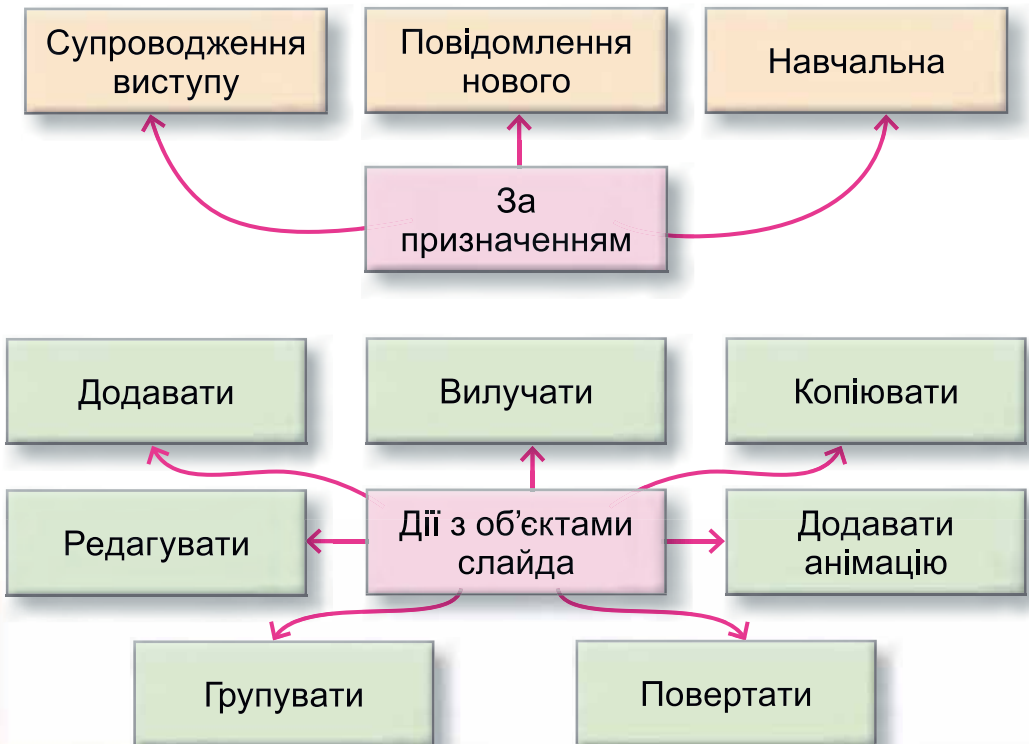 Супроводження
виступу
Повідомлення
нового
Навчальна
За
призначенням
Додавати
Вилучати
Копіювати
Редагувати
Дії з об’єктами
слайда
Додавати
анімацію
Групувати
Повертати